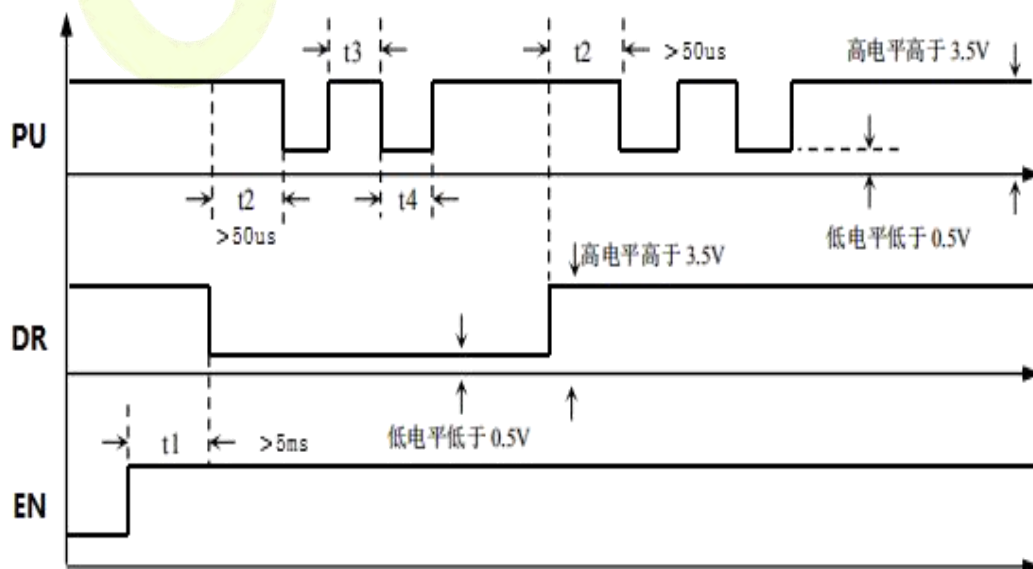 t3
t2
>50us
高电平高于 3.5V
PU
t2
t4
>50us
低电平低于 0.5V
高电平高于 3.5V
DR
低电平低于 0.5V
t1
>5ms
EN